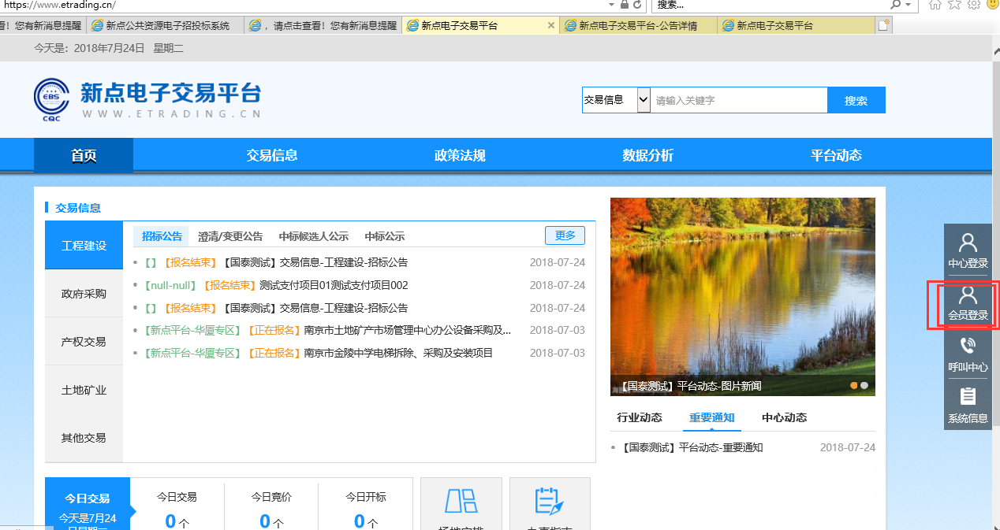 https://www.etrading.cn/
搜索...
看！您有新消息提醒
新点公共资源电子招投标系统
，请点击查看！您有新消息提醒
新点电子交易平台
新点电子交易平台-公告详情
新点电子交易平台
今天是：2018年7月24日 星期二
EBS
CQC
新点电子交易平台
WWW.ETRADING.CN
交易信息
请输入关键字
搜索
首页
交易信息
政策法规
数据分析
平台动态
交易信息
工程建设
政府采购
产权交易
土地矿业
其他交易
招标公告
澄清/变更公告
中标候选人公示
中标公示
更多
【】【报名结束】【国泰测试】交易信息-工程建设-招标公告 2018-07-24
【null-null】【报名结束】测试支付项目01测试支付项目002 2018-07-24
【】【报名结束】【国泰测试】交易信息-工程建设-招标公告 2018-07-24
【新点平台-华厦专区】【正在报名】南京市土地矿产市场管理中心办公设备采购及... 2018-07-03
【新点平台-华厦专区】【正在报名】南京市金陵中学电梯拆除、采购及安装项目 2018-07-03
【国泰测试】平台动态-图片新闻
行业动态
重要通知
中心动态
【国泰测试】平台动态-重要通知 2018-07-24
中心登录
会员登录
呼叫中心
系统信息
今日交易
今天是7月24
日星期二
今日交易
0 个
今日竞价
0 个
今日开标
0 个
场地安排
办事指南